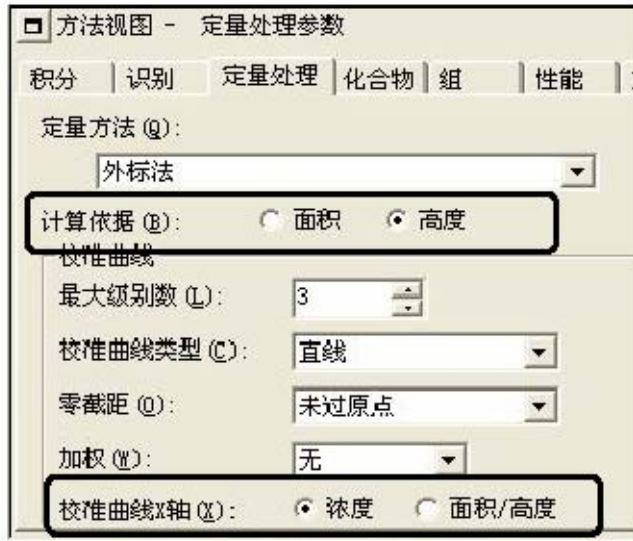 方法视图 - 定量处理参数
积分 识别 定量处理 化合物 组 性能
定量方法(Q):
外标法
计算依据(B): 面积 高度
校准曲线
最大级别数(L): 3
校准曲线类型(C): 直线
零截距(O): 未过原点
加权(W): 无
校准曲线X轴(X): 浓度 面积/高度